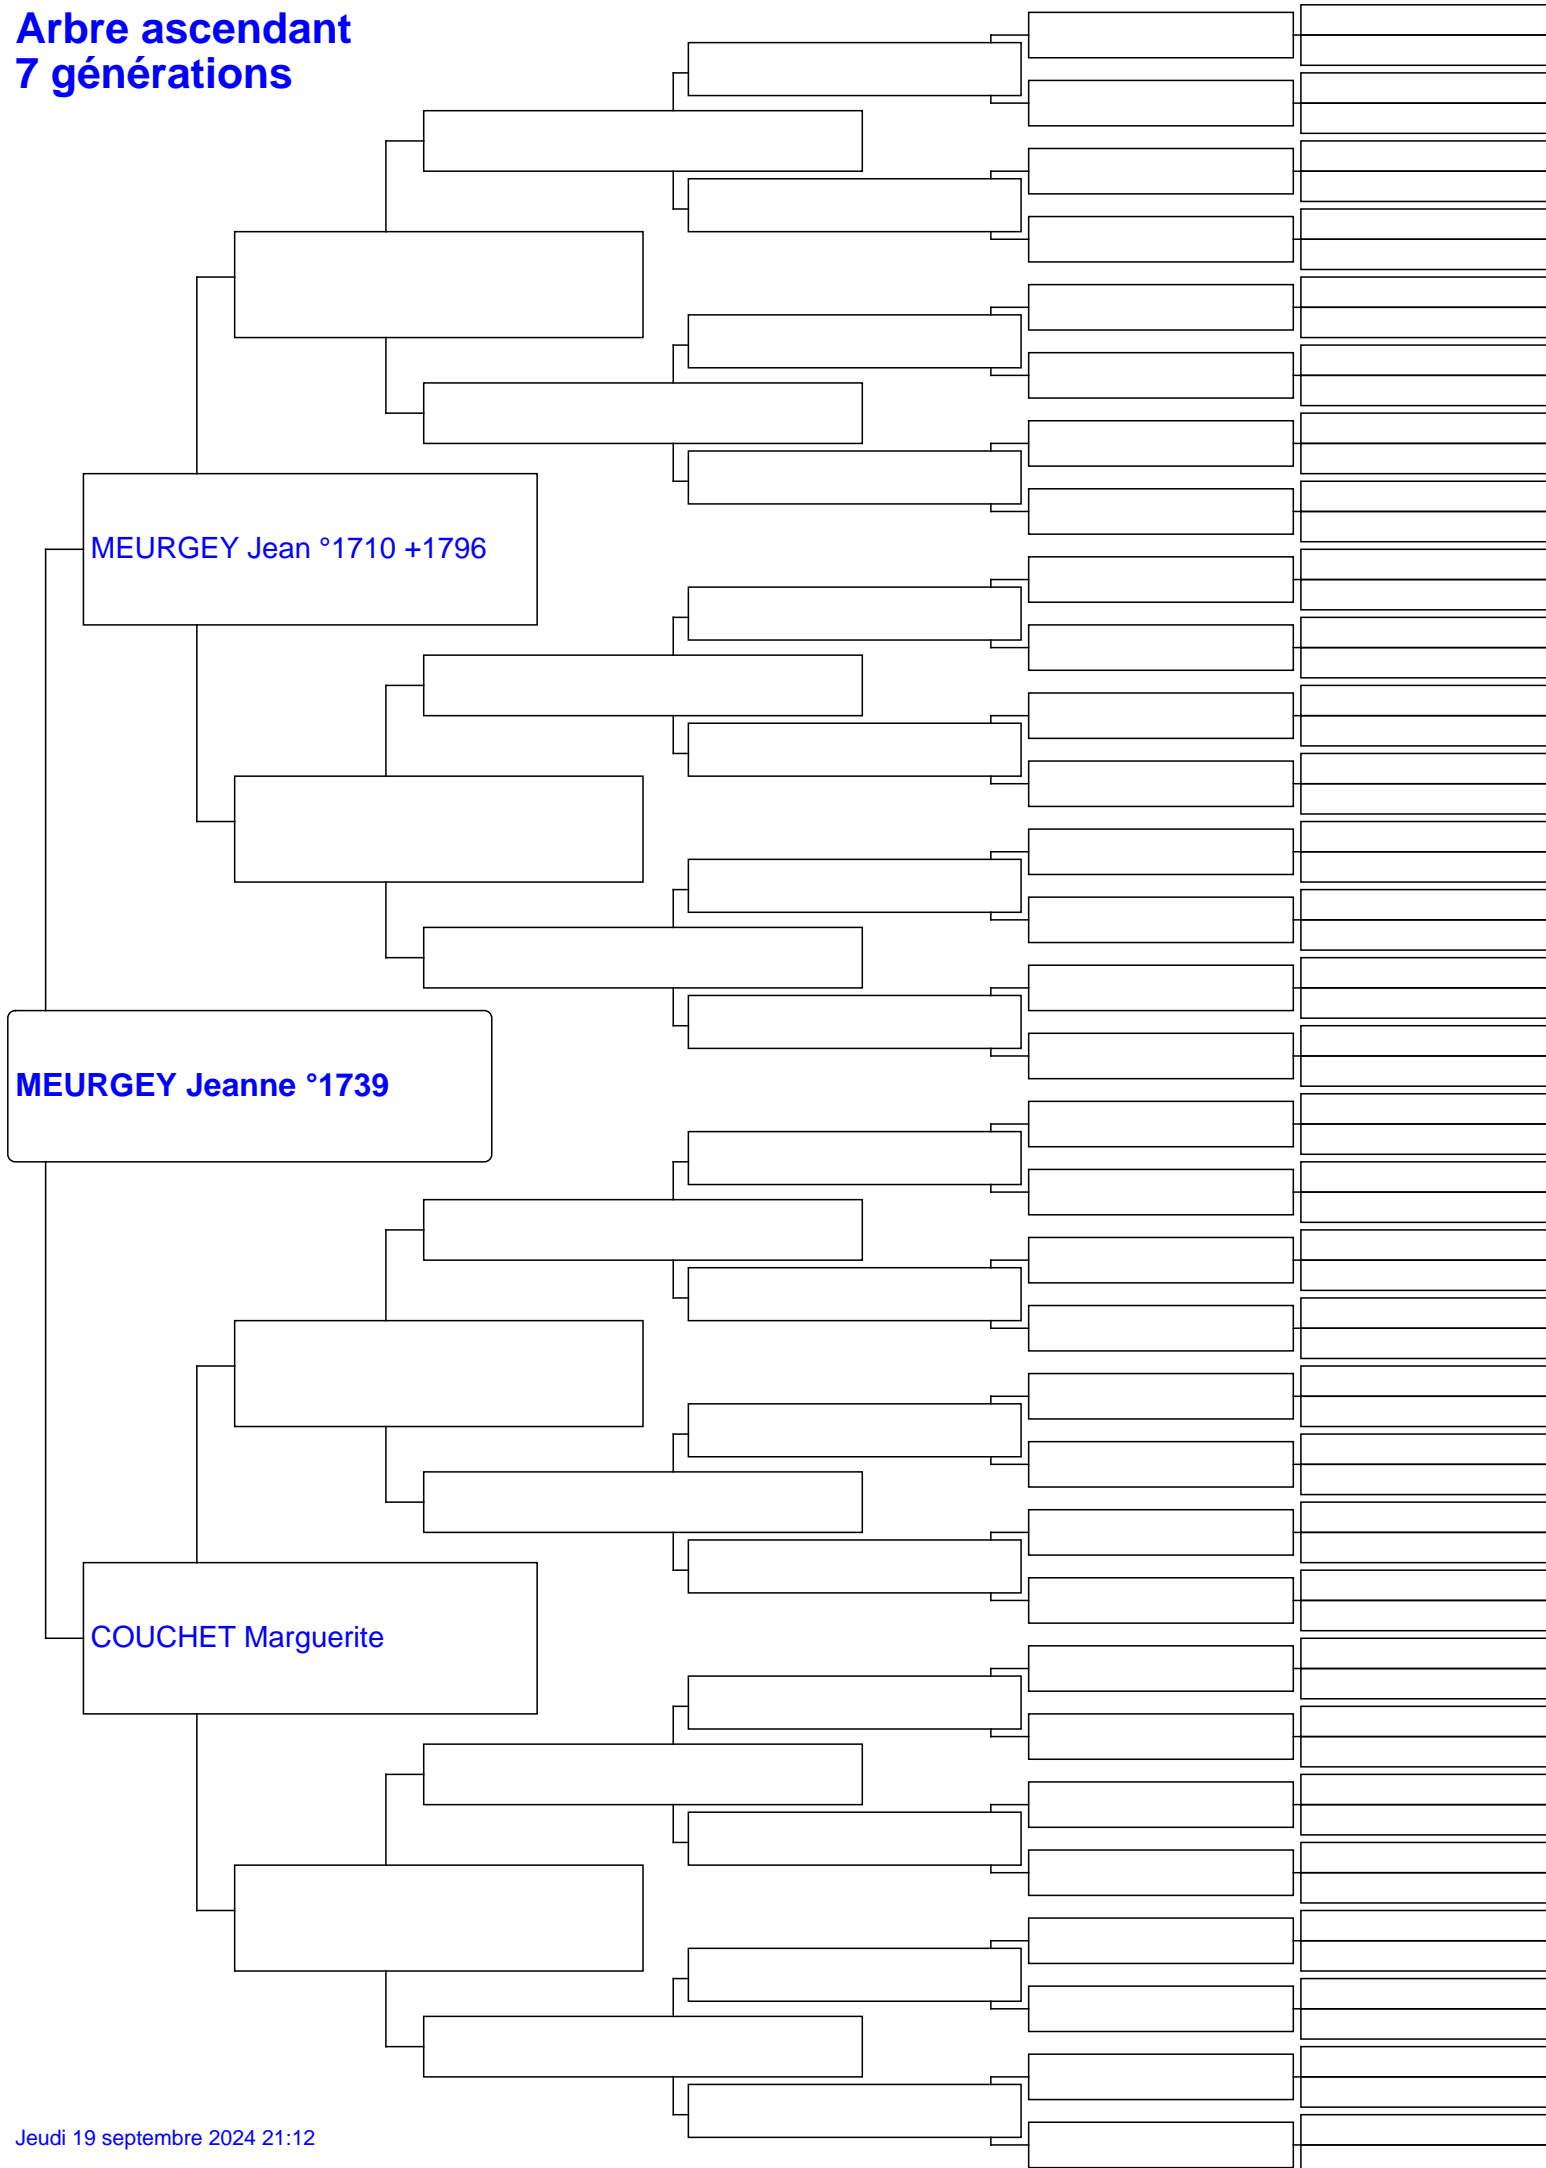 Arbre ascendant
7 générations
MEURGEY Jean °1710 +1796
MEURGEY Jeanne °1739
COUCHET Marguerite
Jeudi 19 septembre 2024 21:12